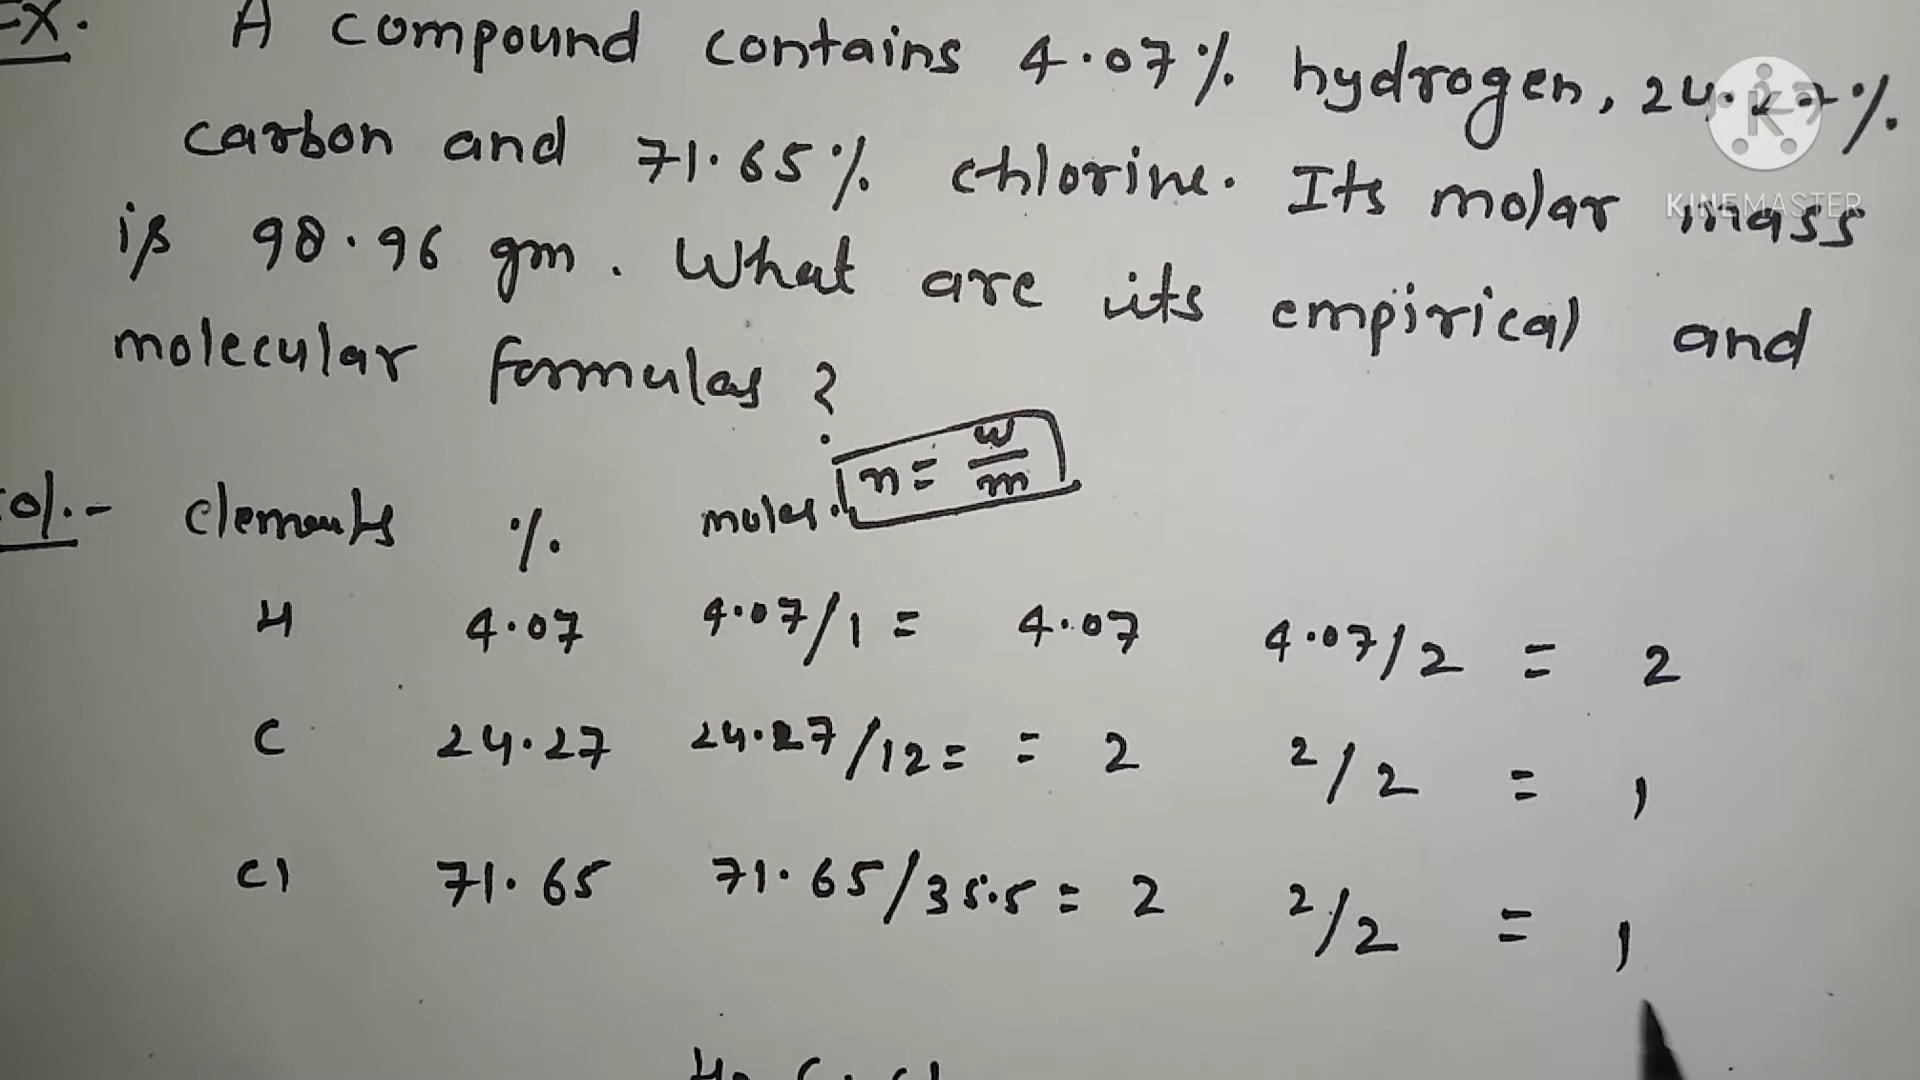 Ex. A compound contains 4.07% hydrogen, 24.27%
carbon and 71.65% chlorine. Its molar mass
is 98.96 gm. What are its empirical and
molecular formulas?
Sol.- elements % moles. n = w/m
H 4.07 4.07/1 = 4.07 4.07/2 = 2
C 24.27 24.27/12 = = 2 2/2 = 1
Cl 71.65 71.65/35.5 = 2 2/2 = 1
K
KINEMASTER